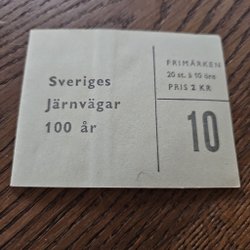 Sveriges
Järnvägar
100 år
FRIMÄRKEN
20 st. à 10 öre
PRIS 2 KR
10